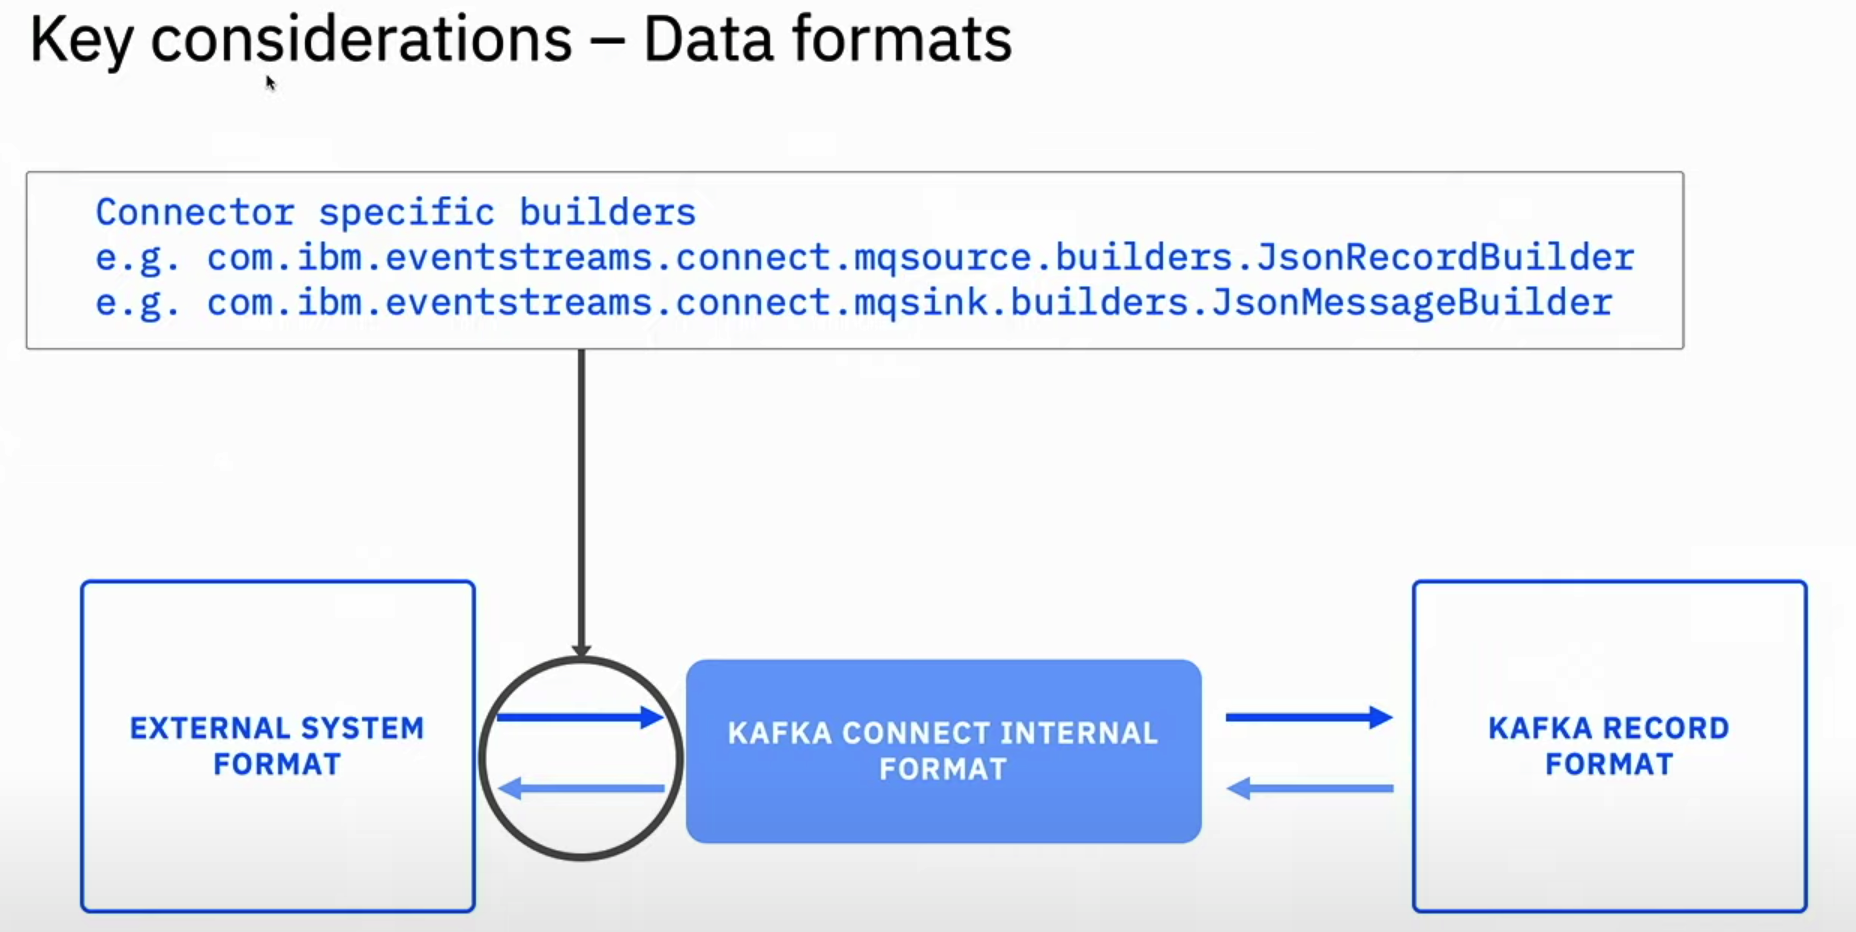 Key considerations – Data formats
Connector specific builders
e.g. com.ibm.eventstreams.connect.mqsource.builders.JsonRecordBuilder
e.g. com.ibm.eventstreams.connect.mqsink.builders.JsonMessageBuilder
EXTERNAL SYSTEM
FORMAT
KAFKA CONNECT INTERNAL
FORMAT
KAFKA RECORD
FORMAT